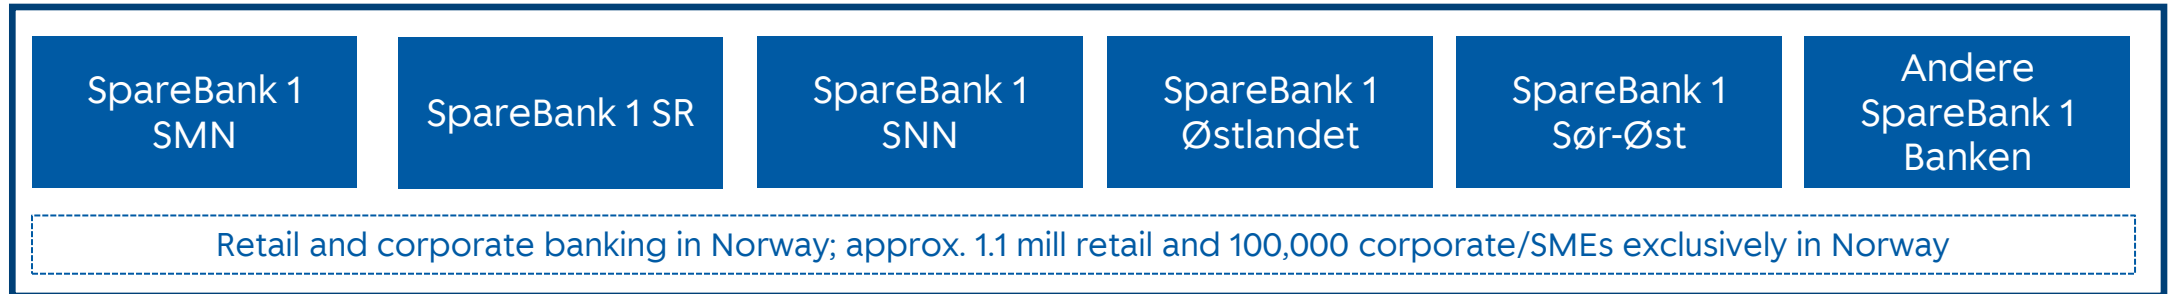 SpareBank 1
SMN
SpareBank 1 SR
SpareBank 1
SNN
SpareBank 1
Østlandet
SpareBank 1
Sør-Øst
Andere
SpareBank 1
Banken
Retail and corporate banking in Norway; approx. 1.1 mill retail and 100,000 corporate/SMEs exclusively in Norway